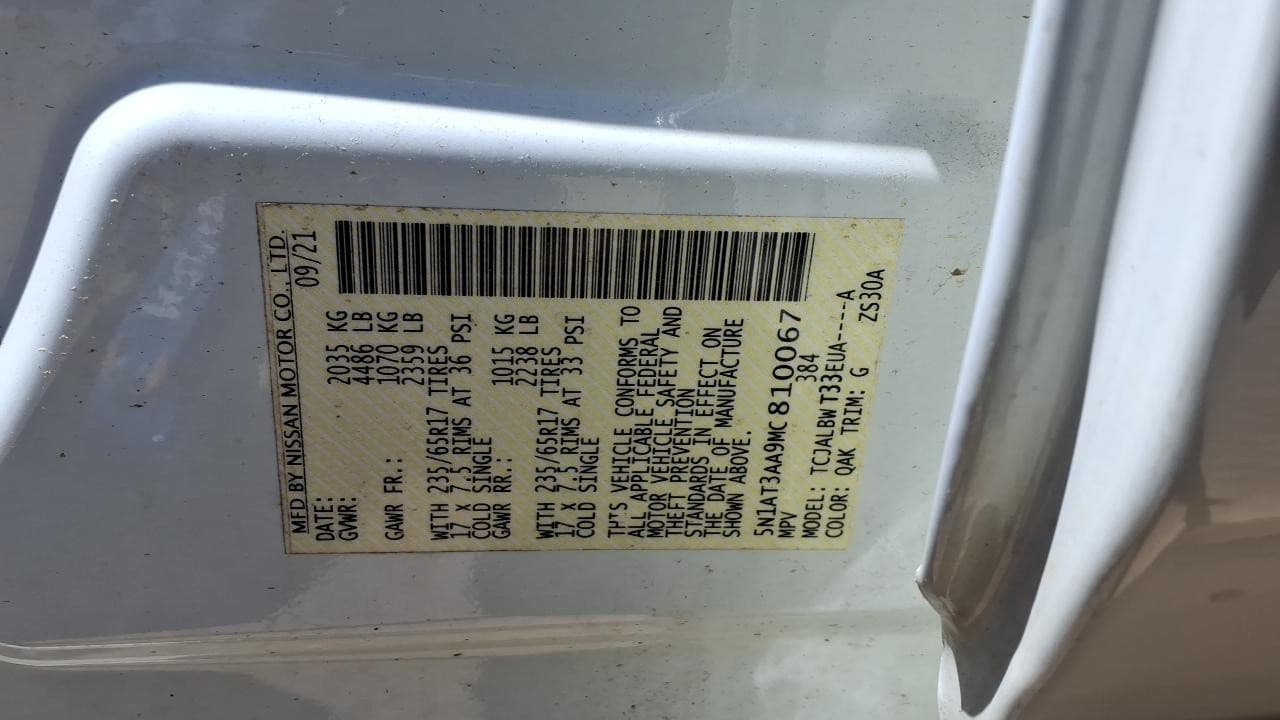 MFD BY NISSAN MOTOR CO., LTD.
DATE: 09/21
GVWR: 2035 KG
4486 LB
GAWR FR.: 1070 KG
2359 LB
WITH 235/65R17 TIRES
17 X 7.5 RIMS AT 36 PSI
COLD SINGLE
GAWR RR.: 1015 KG
2238 LB
WITH 235/65R17 TIRES
17 X 7.5 RIMS AT 33 PSI
COLD SINGLE
THIS VEHICLE CONFORMS TO
ALL APPLICABLE FEDERAL
MOTOR VEHICLE SAFETY AND
THEFT PREVENTION
STANDARDS IN EFFECT ON
THE DATE OF MANUFACTURE
SHOWN ABOVE.
5N1AT3AA9MC810067
MPV 384
MODEL: TCJALBW T33EUA----A
COLOR: QAK TRIM: G ZS30A